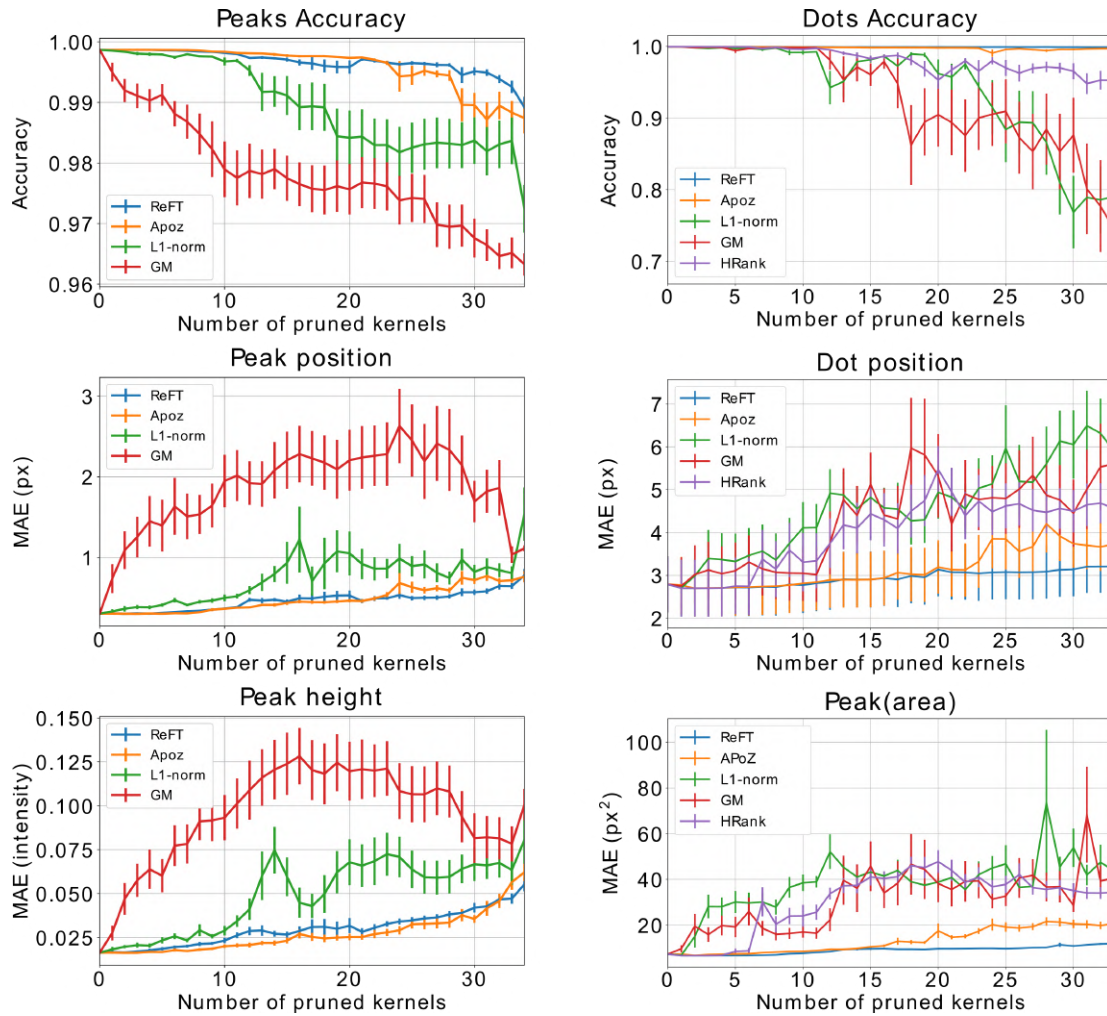 Peaks Accuracy
1.00
0.99
0.98
0.97
0.96
Accuracy
ReFT
Apoz
L1-norm
GM
0 10 20 30
Number of pruned kernels
Dots Accuracy
1.0
0.9
0.8
0.7
Accuracy
ReFT
Apoz
L1-norm
GM
HRank
0 5 10 15 20 25 30
Number of pruned kernels
Peak position
3
2
1
MAE (px)
ReFT
Apoz
L1-norm
GM
0 10 20 30
Number of pruned kernels
Dot position
7
6
5
4
3
2
MAE (px)
ReFT
Apoz
L1-norm
GM
HRank
0 5 10 15 20 25 30
Number of pruned kernels
Peak height
0.150
0.125
0.100
0.075
0.050
0.025
MAE (intensity)
ReFT
Apoz
L1-norm
GM
0 10 20 30
Number of pruned kernels
Peak(area)
100
80
60
40
20
MAE (px²)
ReFT
APoZ
L1-norm
GM
HRank
0 5 10 15 20 25 30
Number of pruned kernels